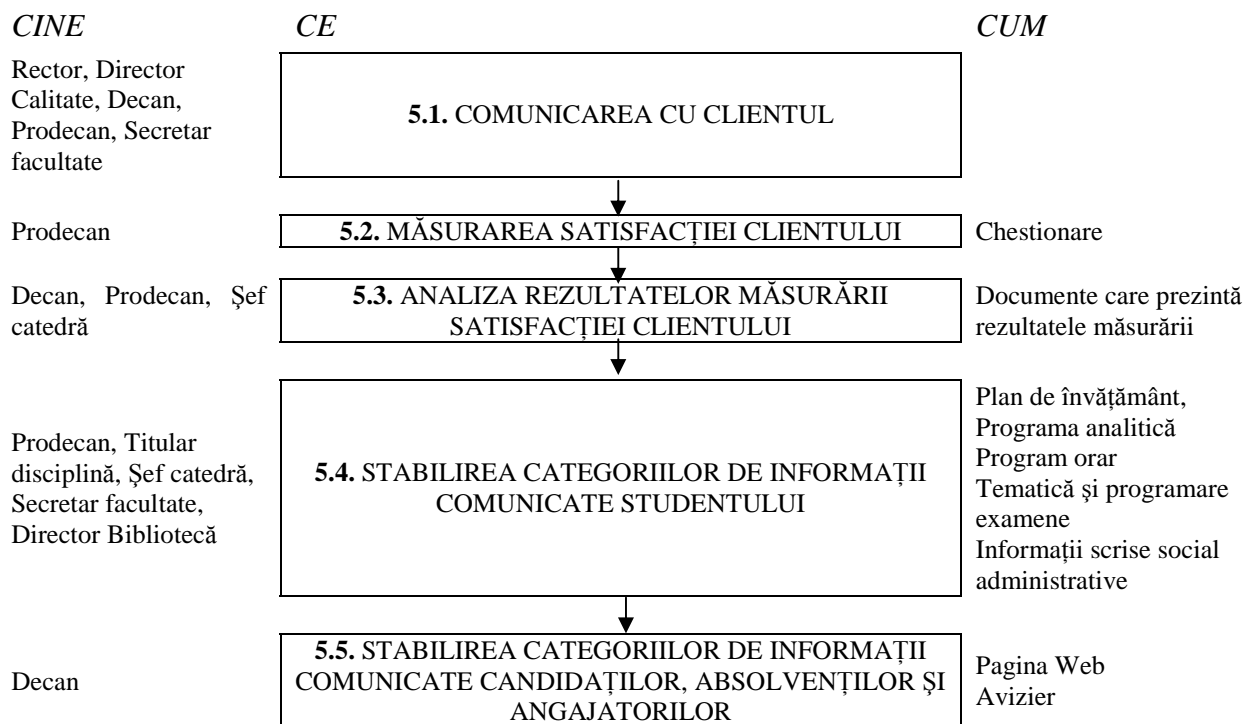 CINE CE CUM
Rector, Director
Calitate, Decan,
Prodecan, Secretar
facultate
5.1. COMUNICAREA CU CLIENTUL
Prodecan
5.2. MĂSURAREA SATISFACȚIEI CLIENTULUI
Chestionare
Decan, Prodecan, Şef
catedră
5.3. ANALIZA REZULTATELOR MĂSURĂRII
SATISFACȚIEI CLIENTULUI
Documente care prezintă
rezultatele măsurării
Prodecan, Titular
disciplină, Şef catedră,
Secretar facultate,
Director Bibliotecă
5.4. STABILIREA CATEGORIILOR DE INFORMAȚII
COMUNICATE STUDENTULUI
Plan de învățământ,
Programa analitică
Program orar
Tematică şi programare
examene
Informații scrise social
administrative
Decan
5.5. STABILIREA CATEGORIILOR DE INFORMAȚII
COMUNICATE CANDIDAȚILOR, ABSOLVENȚILOR ŞI
ANGAJATORILOR
Pagina Web
Avizier